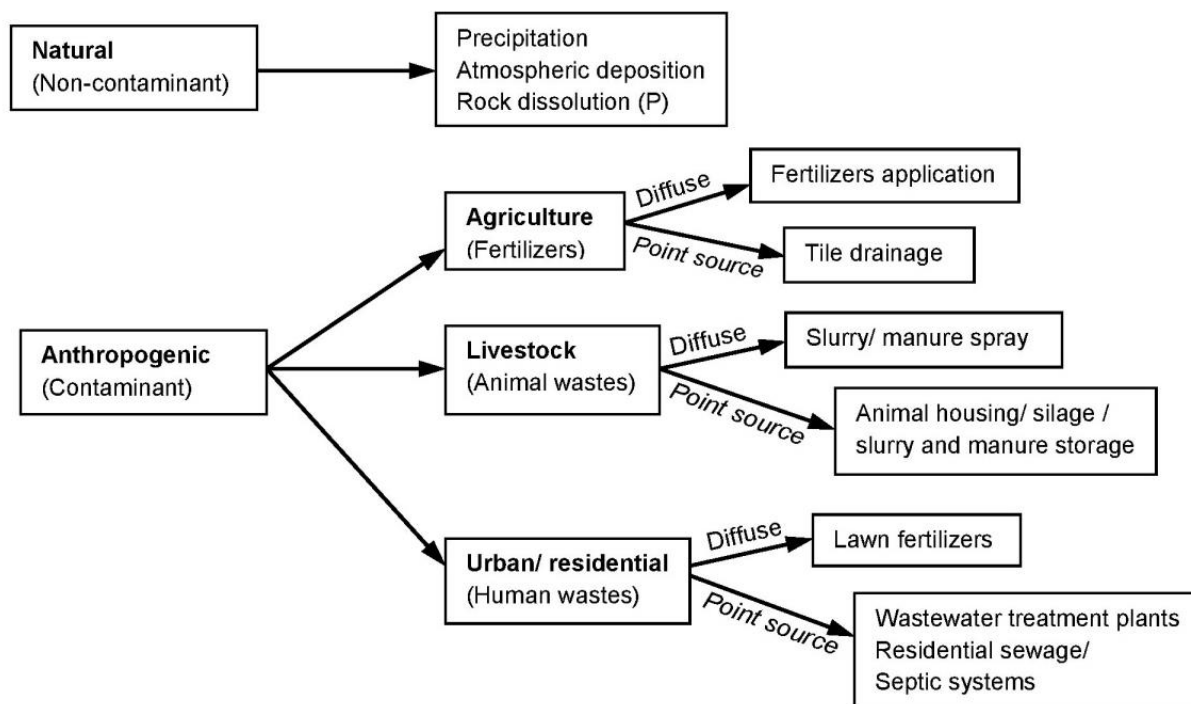 Natural
(Non-contaminant)
Precipitation
Atmospheric deposition
Rock dissolution (P)
Anthropogenic
(Contaminant)
Agriculture
(Fertilizers)
Diffuse
Fertilizers application
Point source
Tile drainage
Livestock
(Animal wastes)
Diffuse
Slurry/ manure spray
Point source
Animal housing/ silage /
slurry and manure storage
Urban/ residential
(Human wastes)
Diffuse
Lawn fertilizers
Point source
Wastewater treatment plants
Residential sewage/
Septic systems